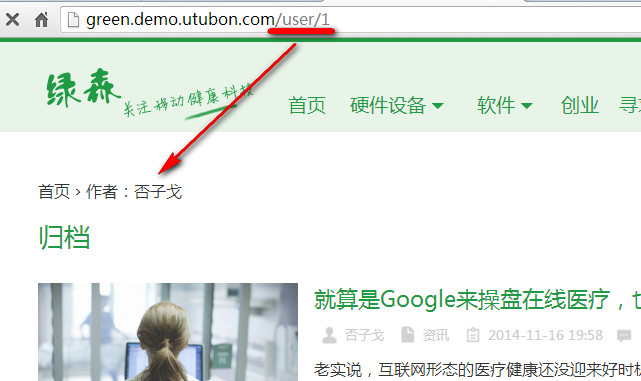 green.demo.utubon.com/user/1
绿森
关注移动健康科技
首页 硬件设备 软件 创业 寻
首页 › 作者：杏子戈
归档
就算是Google来操盘在线医疗，也
杏子戈 资讯 2014-11-16 19:58
老实说，互联网形态的医疗健康还没迎来好时机